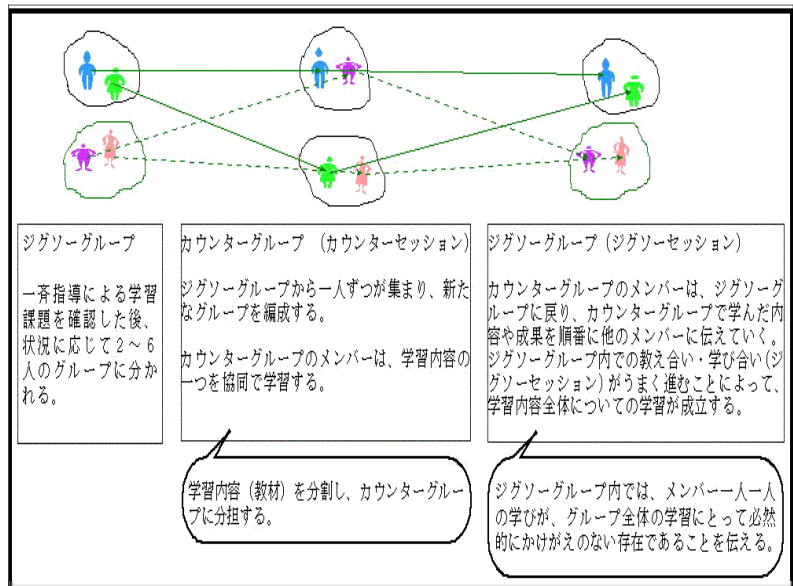 ジグソーグループ
一斉指導による学習
課題を確認した後、
状況に応じて２～６
人のグループに分か
れる。
カウンターグループ （カウンターセッション）
ジグソーグループから一人ずつが集まり、新た
なグループを編成する。
カウンターグループのメンバーは、学習内容の
一つを協同で学習する。
学習内容（教材）を分割し、カウンターグルー
プに分担する。
ジグソーグループ（ジグソーセッション）
カウンターグループのメンバーは、ジグソーグ
ループに戻り、カウンターグループで学んだ内
容や成果を順番に他のメンバーに伝えていく。
ジグソーグループ内での教え合い・学び合い（ジ
グソーセッション）がうまく進むことによって、
学習内容全体についての学習が成立する。
ジグソーグループ内では、メンバー一人一人
の学びが、グループ全体の学習にとって必然
的にかけがえのない存在であることを伝える。